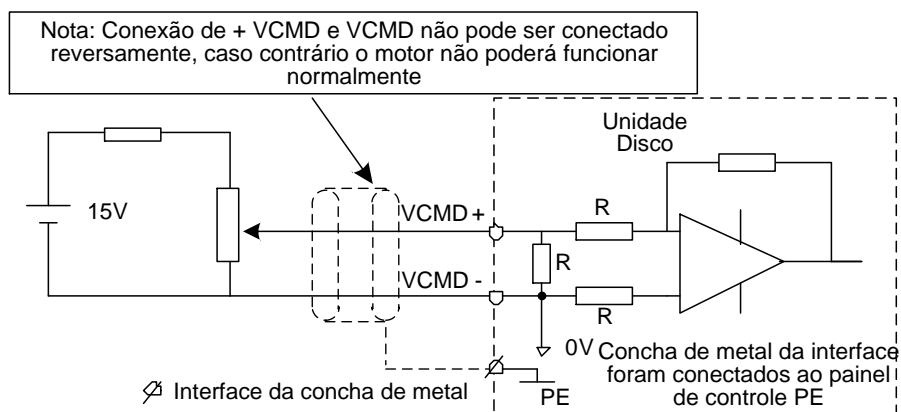 Nota: Conexão de + VCMD e VCMD não pode ser conectado
reversamente, caso contrário o motor não poderá funcionar
normalmente
Unidade
Disco
15V
VCMD +
R
R
VCMD -
R
0V
Concha de metal da interface
foram conectados ao painel
de controle PE
Interface da concha de metal
PE